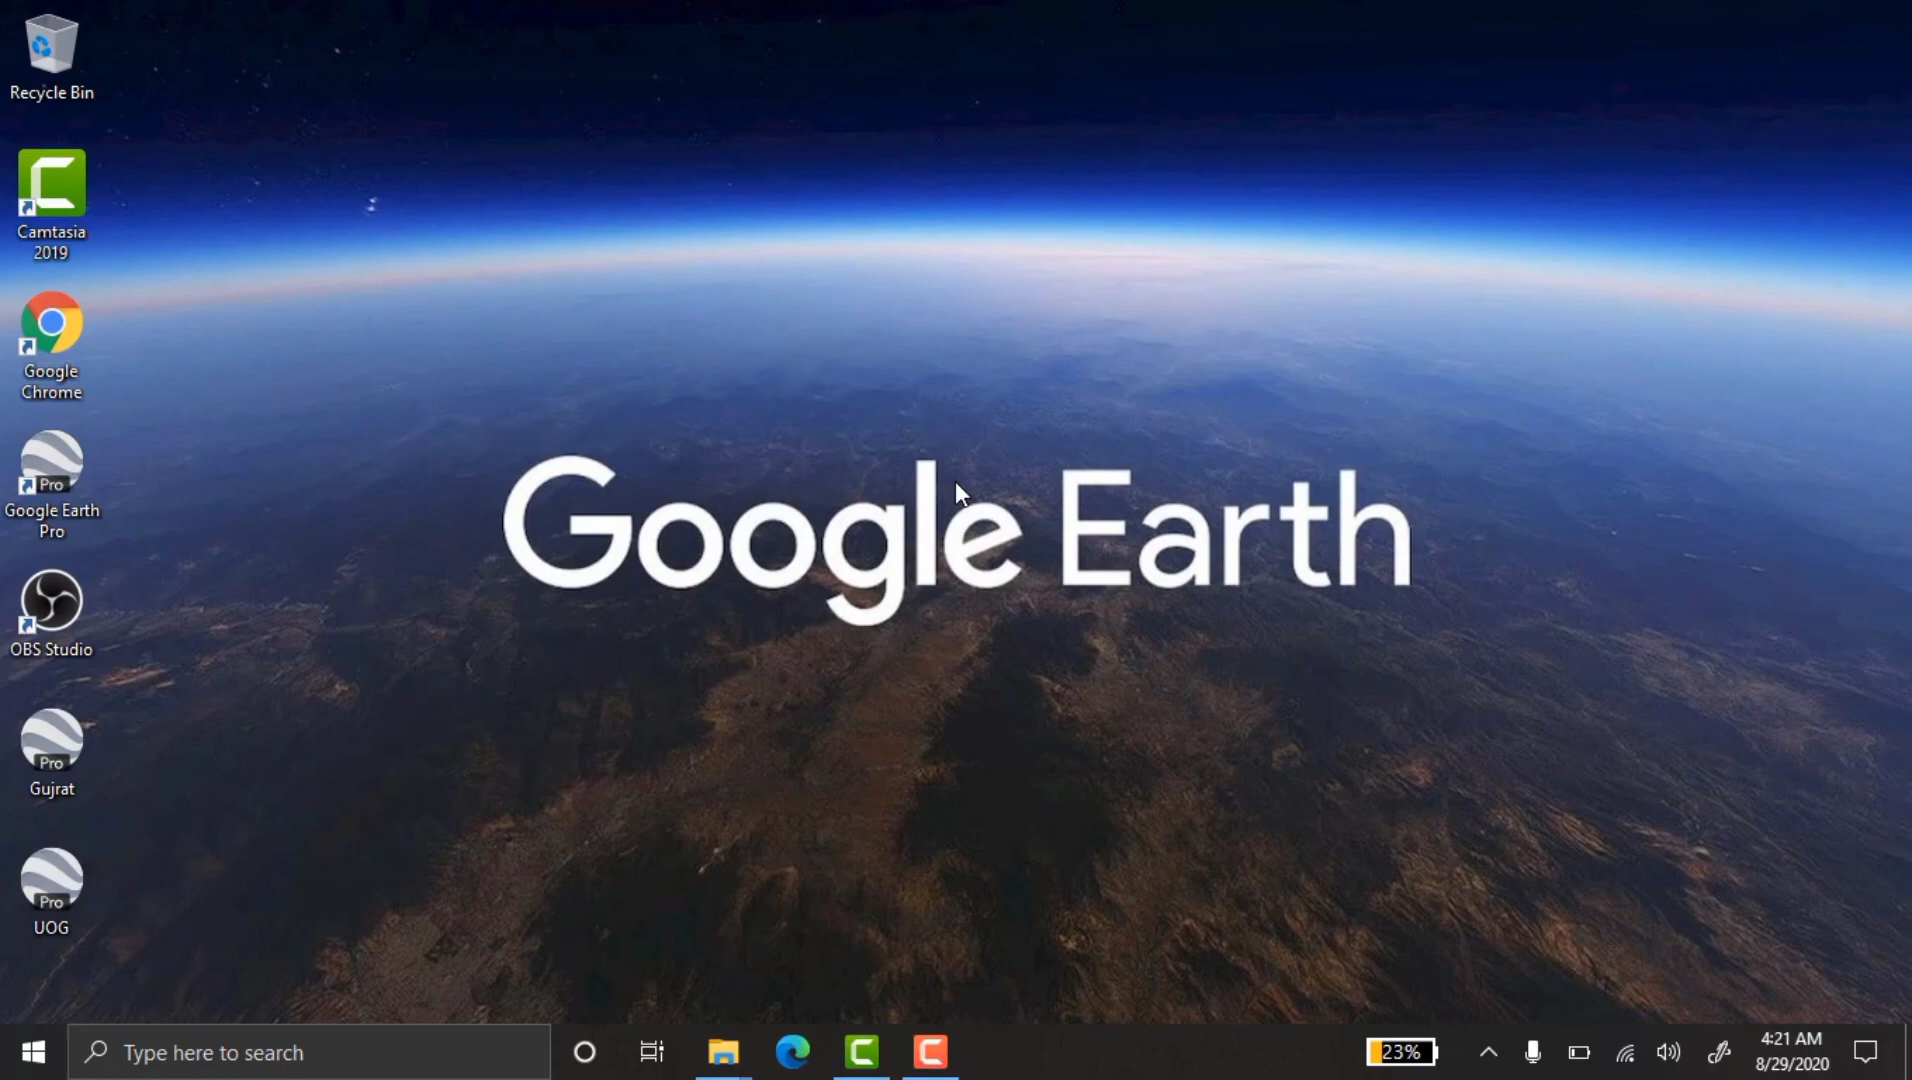 Recycle Bin
Camtasia
2019
Google
Chrome
Pro
Google Earth
Pro
OBS Studio
Pro
Gujrat
Pro
UOG
Google Earth
Type here to search
23%
4:21 AM
8/29/2020